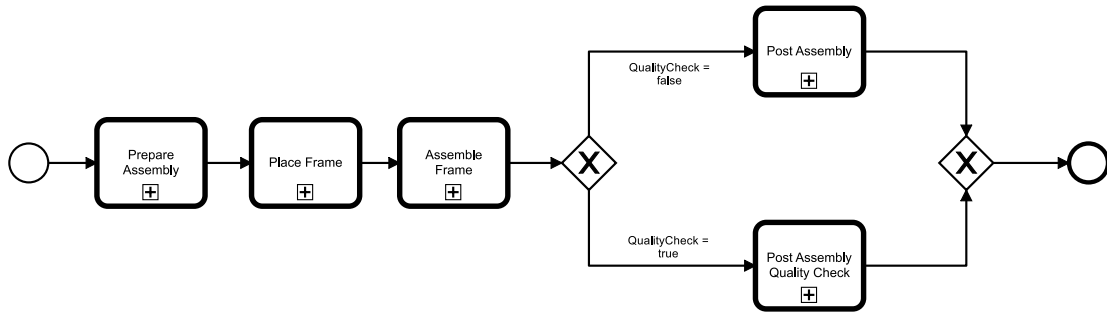 Prepare
Assembly
Place Frame
Assemble
Frame
QualityCheck =
false
Post Assembly
QualityCheck =
true
Post Assembly
Quality Check